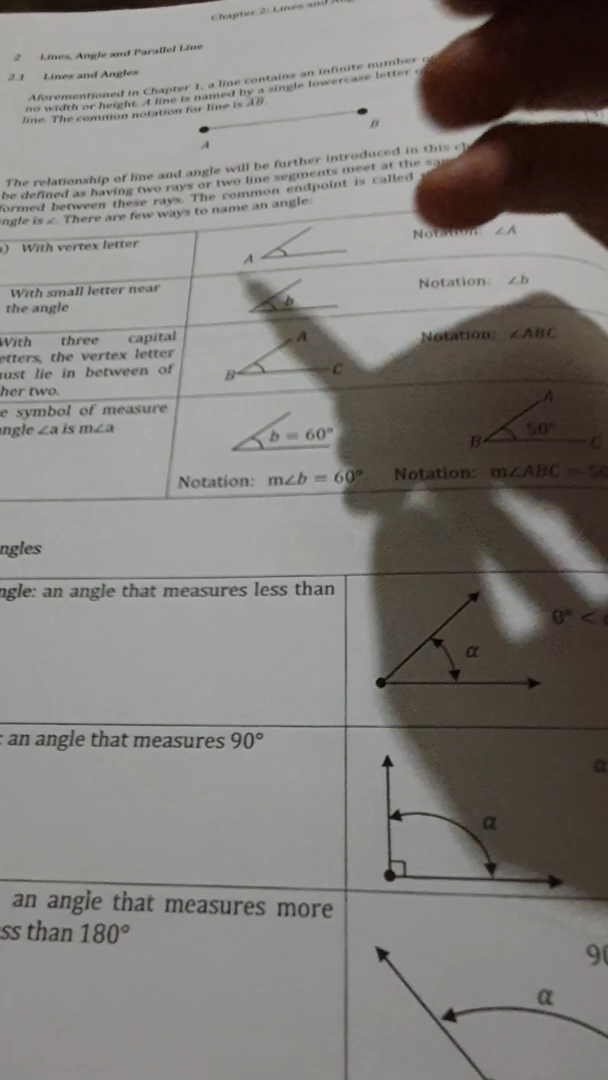 Chapter 2: Lines and
2 Lines, Angle and Parallel Line
2.1 Lines and Angles
Aforementioned in Chapter 1, a line contains an infinite number
no width or height. A line is named by a single lowercase letter
line. The common notation for line is AB.
A B
The relationship of line and angle will be further introduced in this
be defined as having two rays or two line segments meet at the
formed between these rays. The common endpoint is called
ngle is ∠. There are few ways to name an angle:
) With vertex letter
A
Notation: ∠A
With small letter near
the angle
b
Notation: ∠b
With three capital
etters, the vertex letter
ust lie in between of
her two.
A
B C
Notation: ∠ABC
e symbol of measure
ngle ∠a is m∠a
b = 60°
A
50°
B C
Notation: m∠b = 60° Notation: m∠ABC = 50
ngles
ngle: an angle that measures less than
α
0° <
: an angle that measures 90°
α
α
an angle that measures more
ss than 180°
α
90